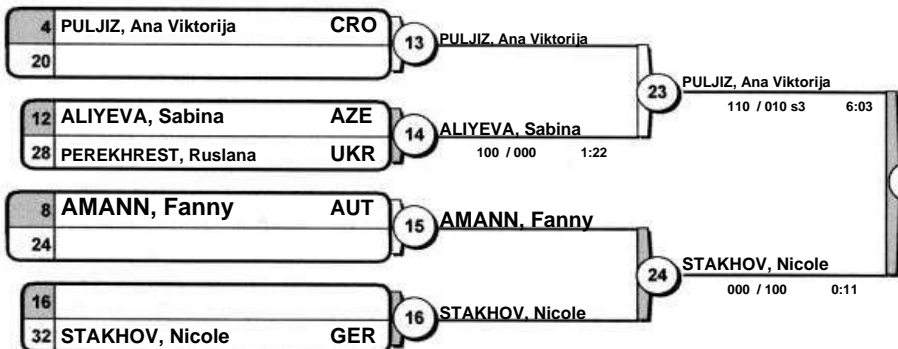 4 PULJIZ, Ana Viktorija CRO
20
13 PULJIZ, Ana Viktorija
12 ALIYEVA, Sabina AZE
28 PEREKHREST, Ruslana UKR
14 ALIYEVA, Sabina
100 / 000 1:22
23 PULJIZ, Ana Viktorija
110 / 010 s3 6:03
8 AMANN, Fanny AUT
24
15 AMANN, Fanny
16
32 STAKHOV, Nicole GER
16 STAKHOV, Nicole
24 STAKHOV, Nicole
000 / 100 0:11